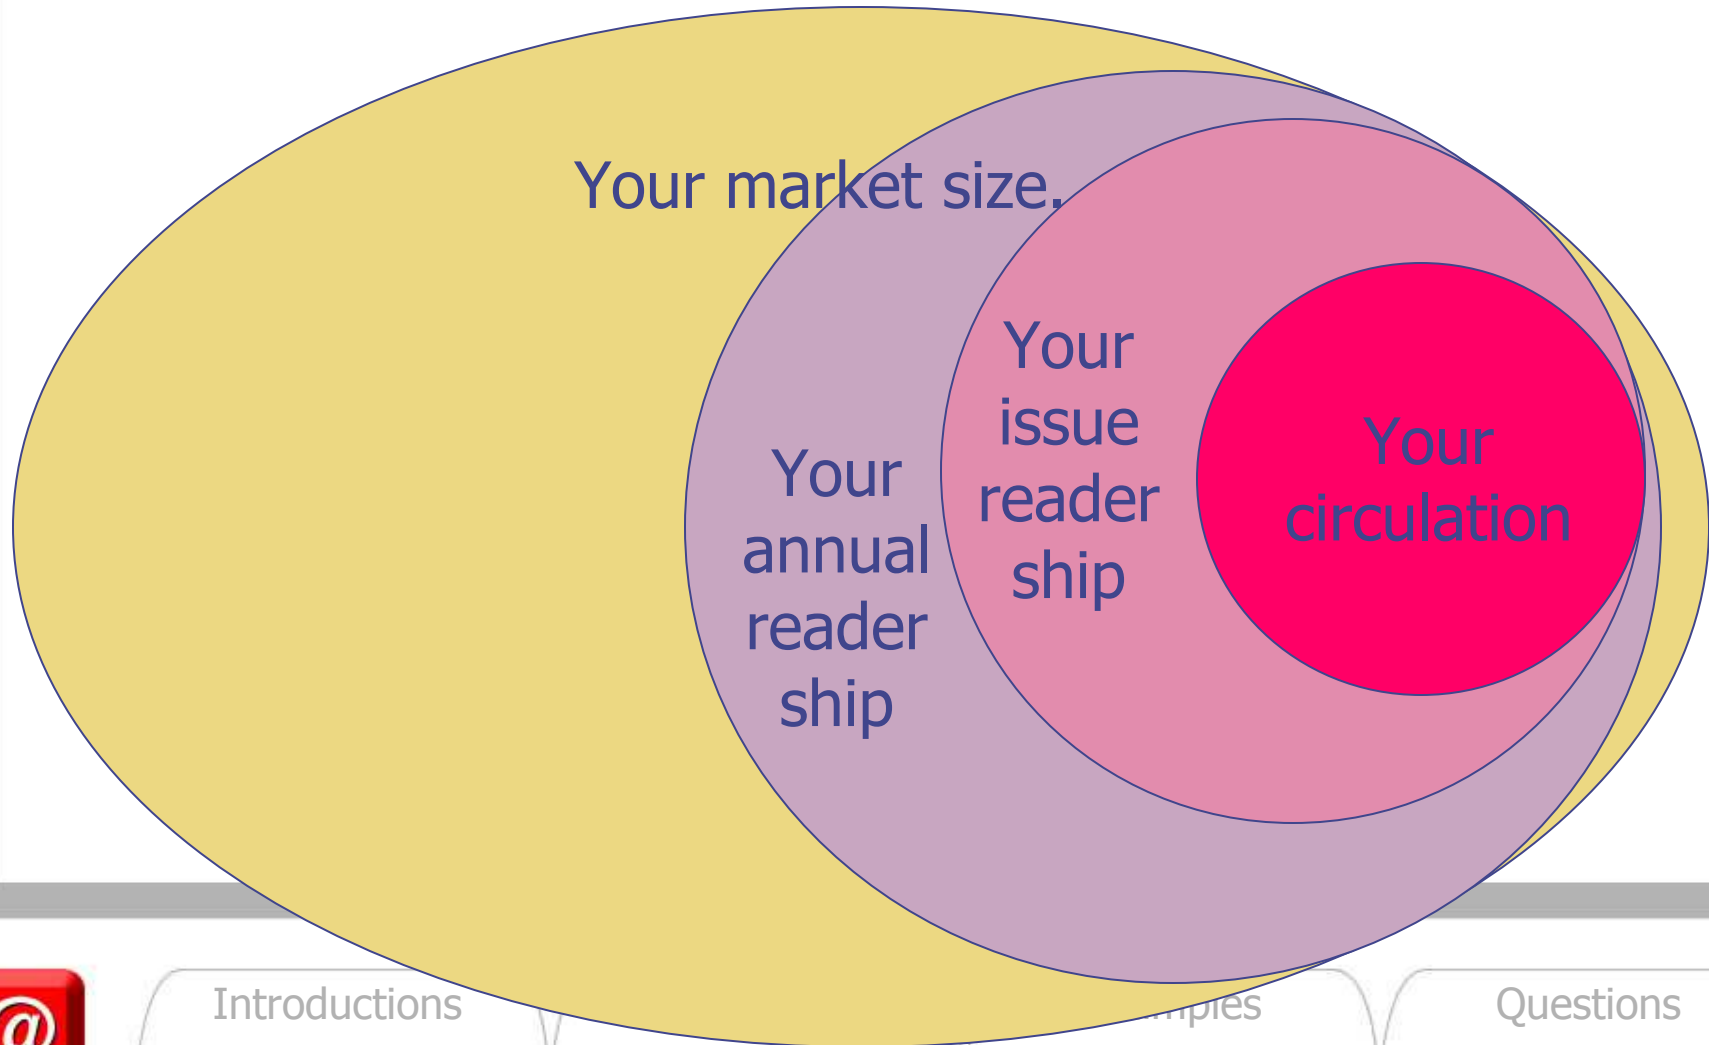 Your market size.
Your
issue
reader
ship
Your
circulation
Your
annual
reader
ship
@
Introductions
Questions